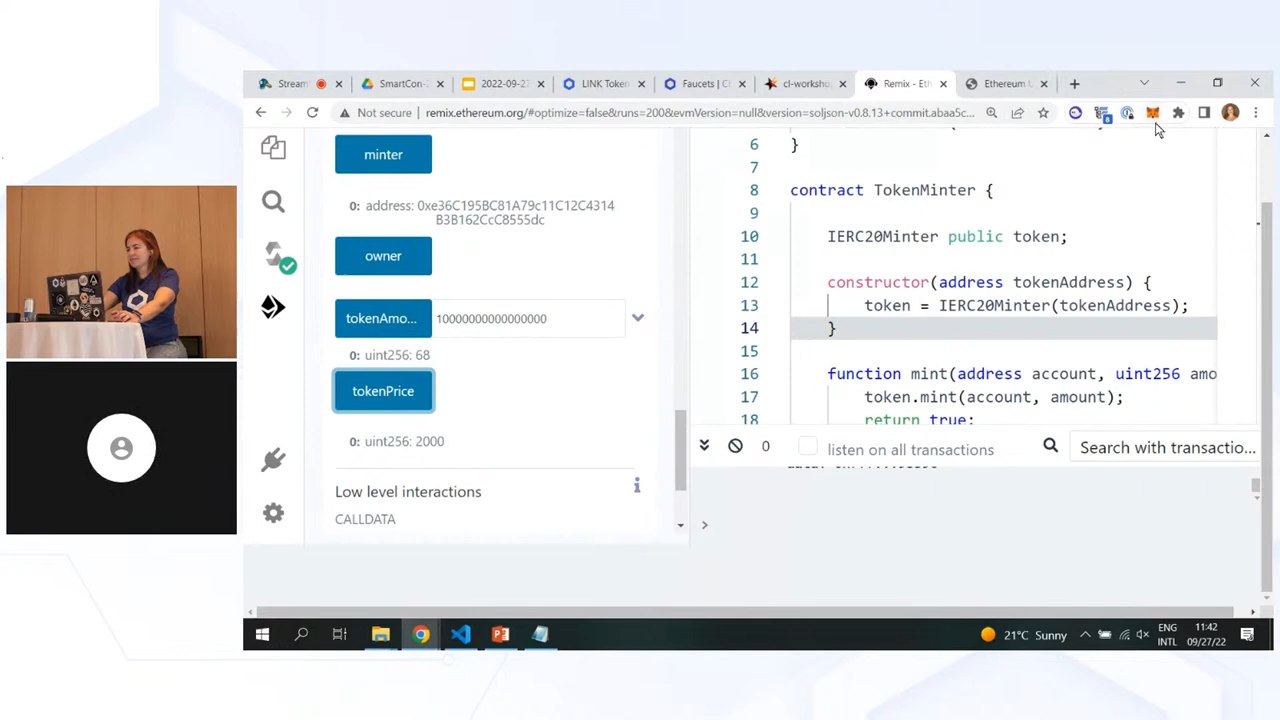 Stream
SmartCon-
2022-09-27
LINK Token
Faucets | C
cl-worksho
Remix - Eth
Ethereum U
Not secure
remix.ethereum.org/#optimize=false&runs=200&evmVersion=null&version=soljson-v0.8.13+commit.abaa5c...
8
minter
0: address: 0xe36C195BC81A79c11C12C4314
B3B162CcC8555dc
owner
tokenAmo...
10000000000000000
0: uint256: 68
tokenPrice
0: uint256: 2000
Low level interactions
CALLDATA
6 }
7
8 contract TokenMinter {
9
10 IERC20Minter public token;
11
12 constructor(address tokenAddress) {
13 token = IERC20Minter(tokenAddress);
14 }
15
16 function mint(address account, uint256 amo
17 token.mint(account, amount);
18 return true;
0
listen on all transactions
Search with transactio...
>
21°C Sunny
ENG
INTL
11:42
09/27/22